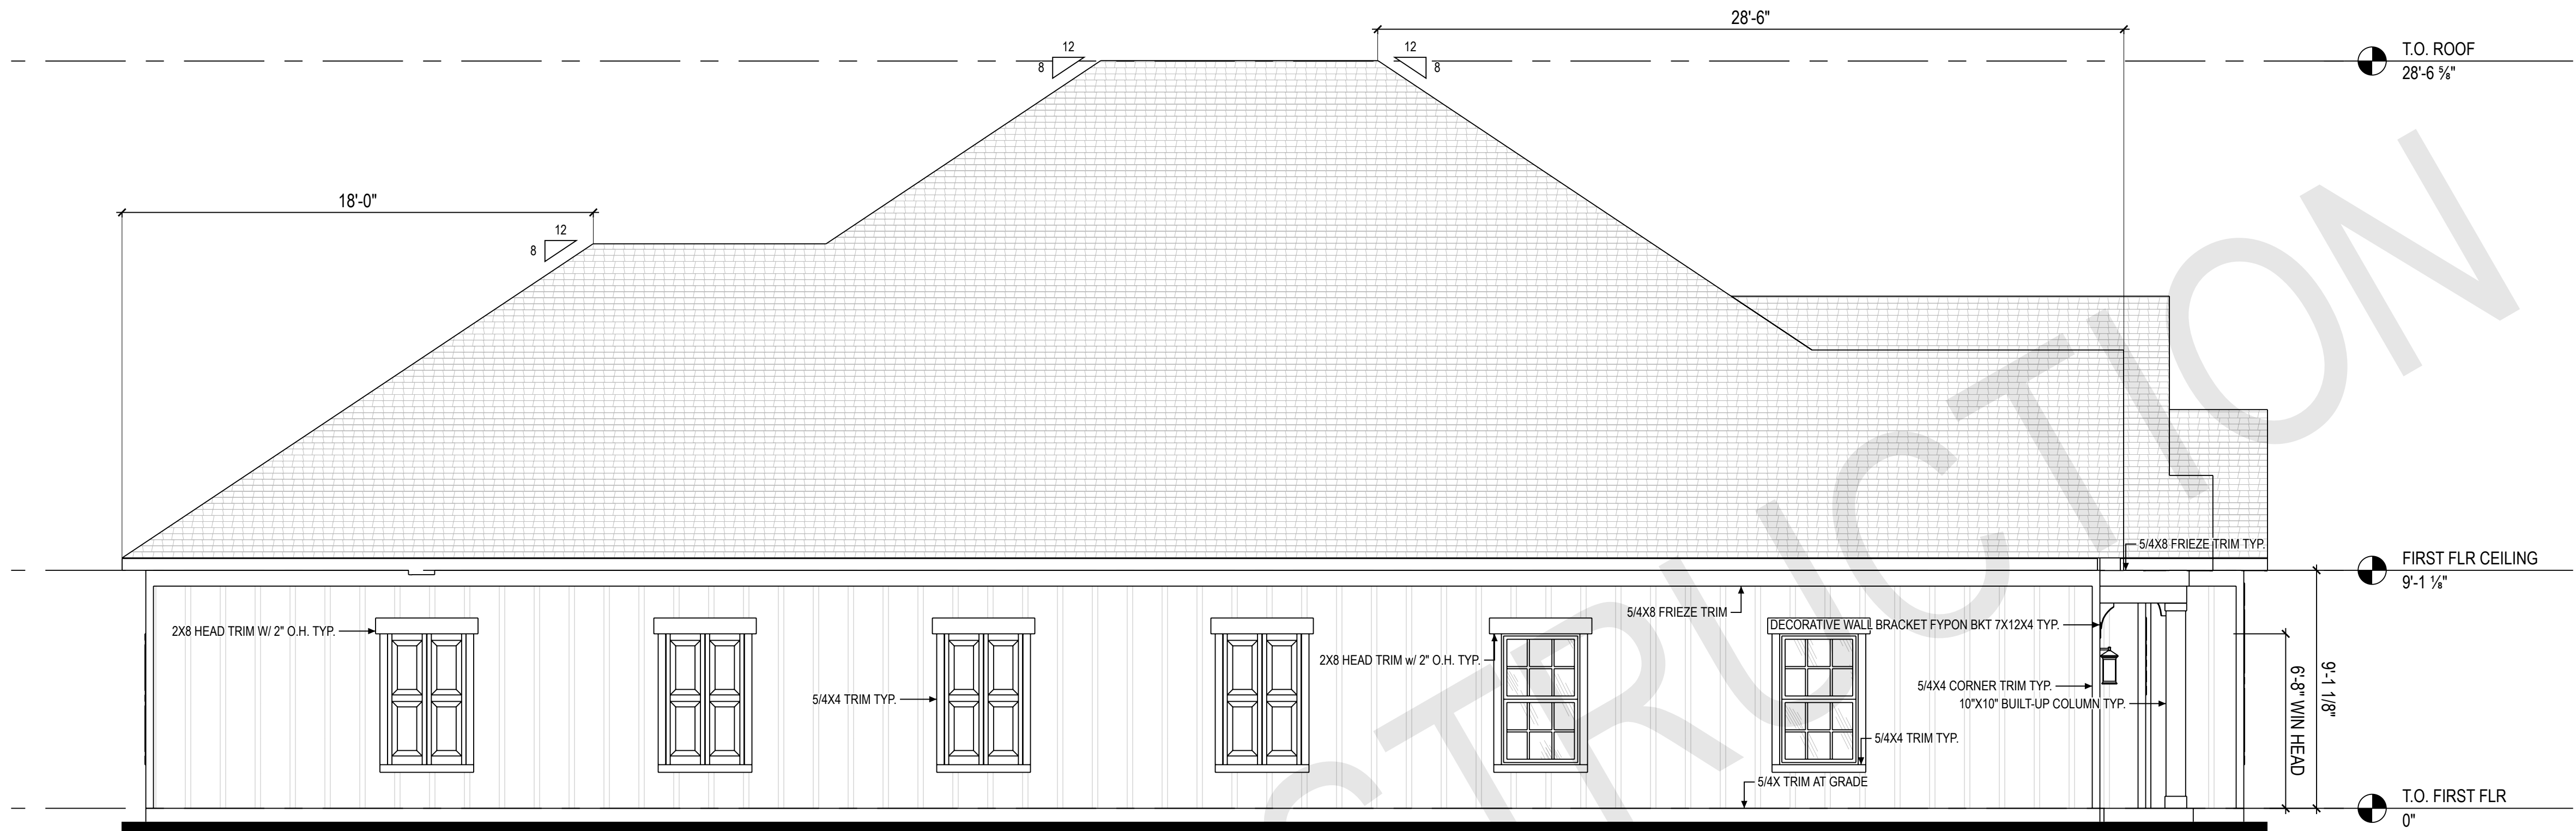 28'-6"
T.O. ROOF
28'-6 ⅝"
12
8
12
8
18'-0"
12
8
5/4X8 FRIEZE TRIM TYP.
FIRST FLR CEILING
9'-1 ⅛"
5/4X8 FRIEZE TRIM
2X8 HEAD TRIM W/ 2" O.H. TYP.
DECORATIVE WALL BRACKET FYPON BKT 7X12X4 TYP.
2X8 HEAD TRIM w/ 2" O.H. TYP.
5/4X4 TRIM TYP.
5/4X4 CORNER TRIM TYP.
10"X10" BUILT-UP COLUMN TYP.
6'-8" WIN HEAD
9'-1 1/8"
5/4X4 TRIM TYP.
5/4X TRIM AT GRADE
T.O. FIRST FLR
0"
STRUCTION